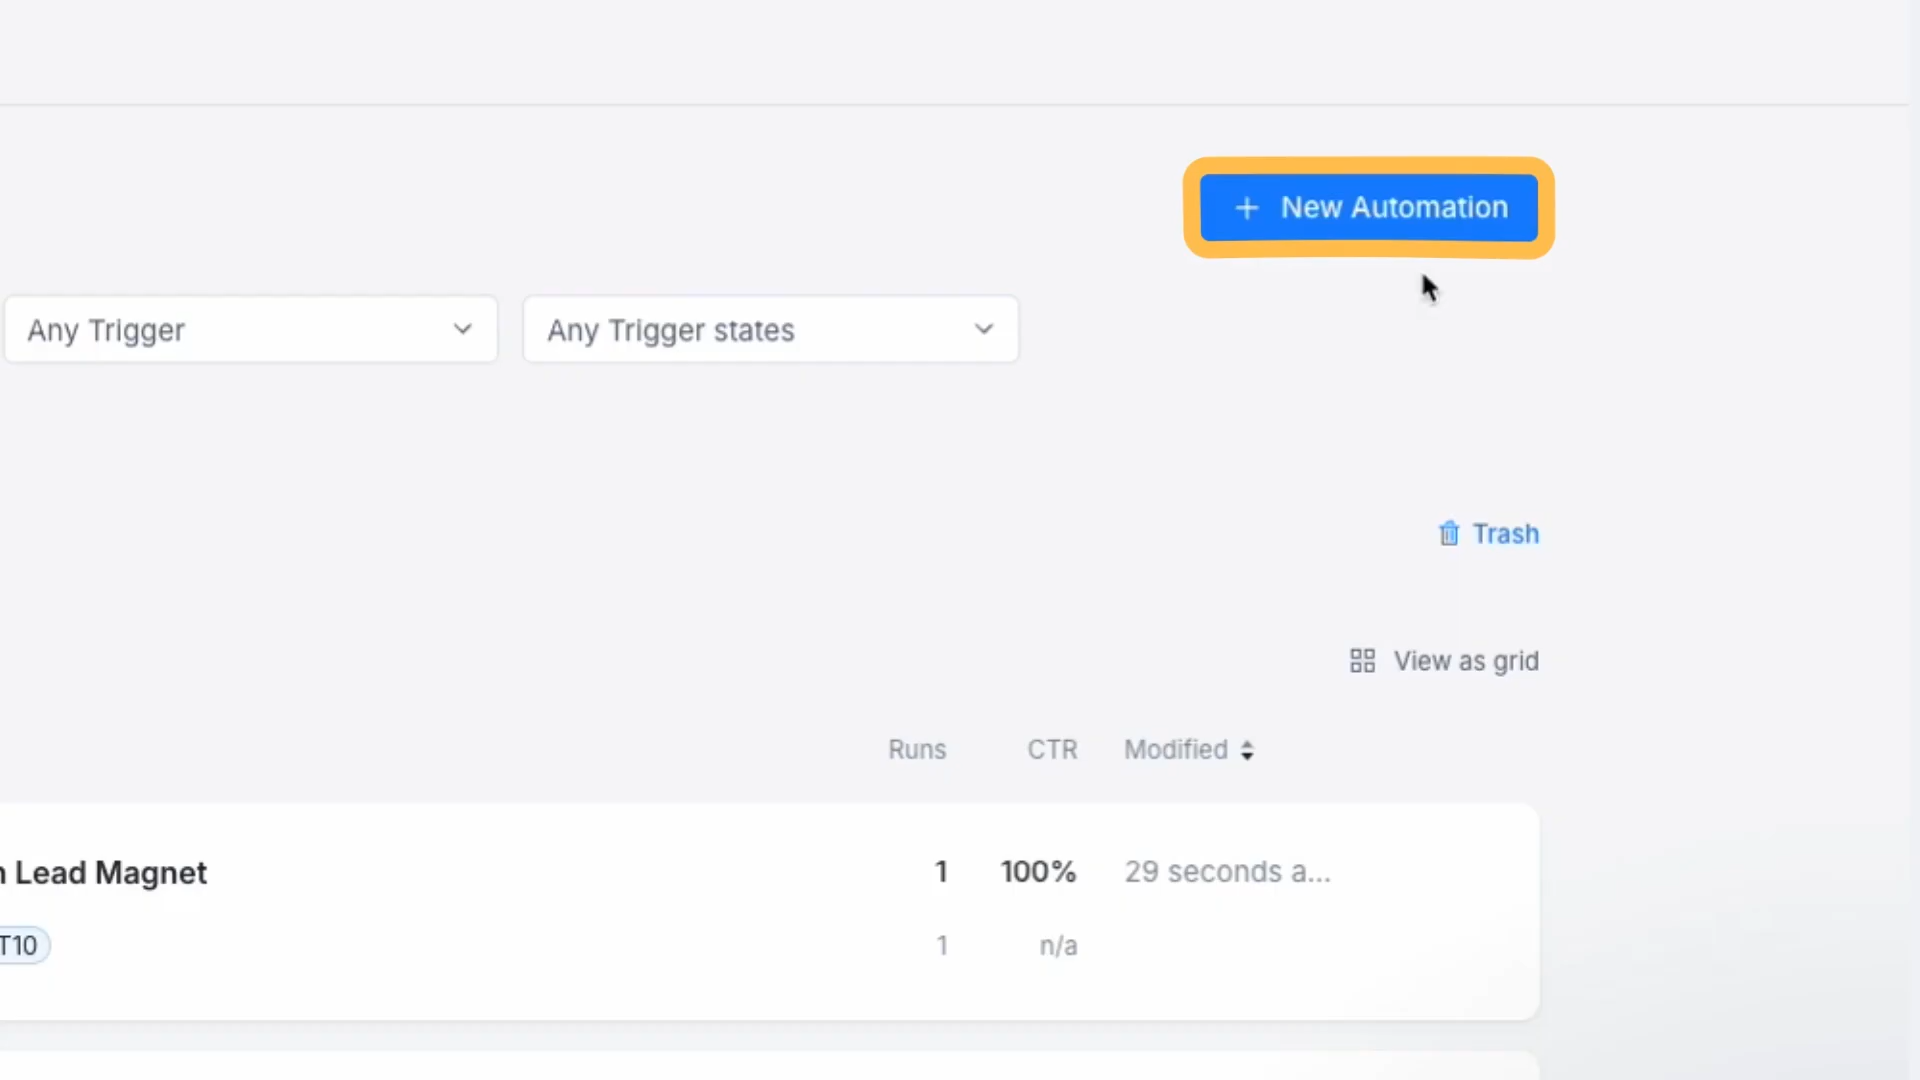 + New Automation
Any Trigger
Any Trigger states
Trash
View as grid
Runs CTR Modified
Lead Magnet 1 100% 29 seconds a...
T10 1 n/a